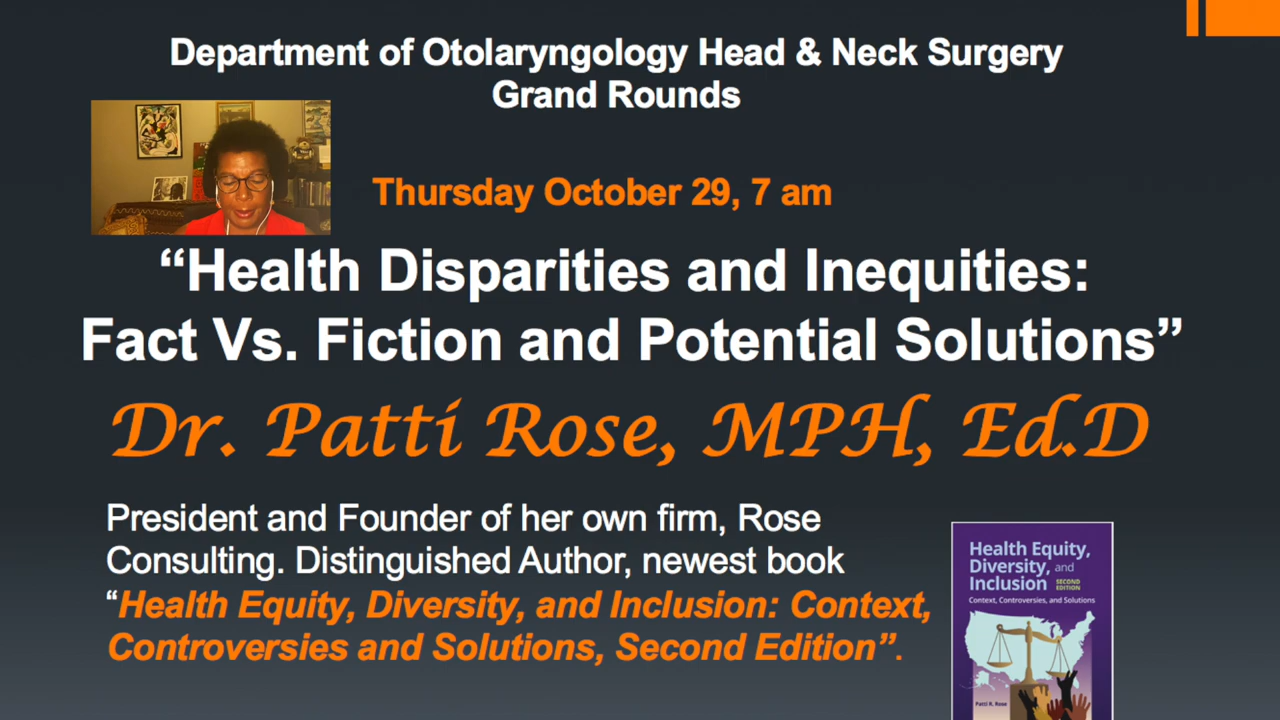 Department of Otolaryngology Head & Neck Surgery
Grand Rounds
Thursday October 29, 7 am
“Health Disparities and Inequities:
Fact Vs. Fiction and Potential Solutions”
Dr. Patti Rose, MPH, Ed.D
President and Founder of her own firm, Rose
Consulting. Distinguished Author, newest book
“Health Equity, Diversity, and Inclusion: Context,
Controversies and Solutions, Second Edition”.
Health Equity,
Diversity, and
Inclusion SECOND EDITION
Context, Controversies, and Solutions
Patti R. Rose